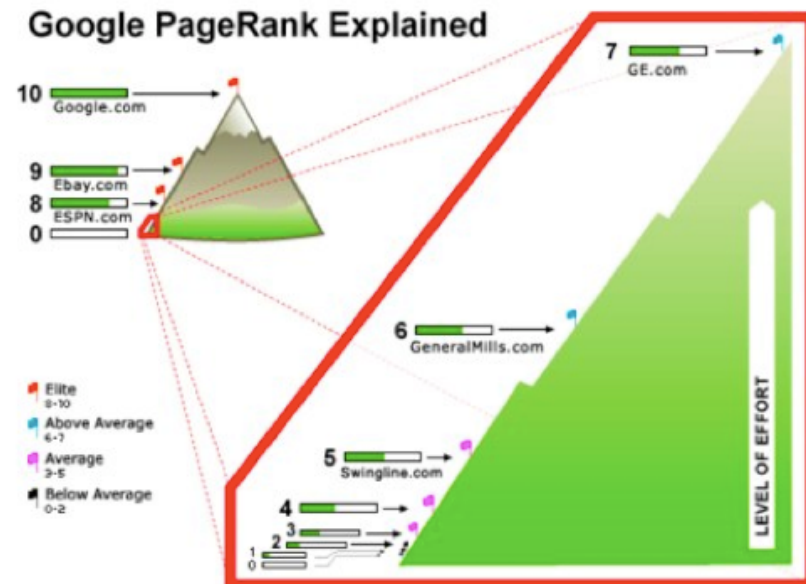 Google PageRank Explained
10
Google.com
9
Ebay.com
8
ESPN.com
0
7
GE.com
6
GeneralMills.com
5
Swingline.com
4
3
2
1
0
Elite
8-10
Above Average
6-7
Average
3-5
Below Average
0-2
LEVEL OF EFFORT